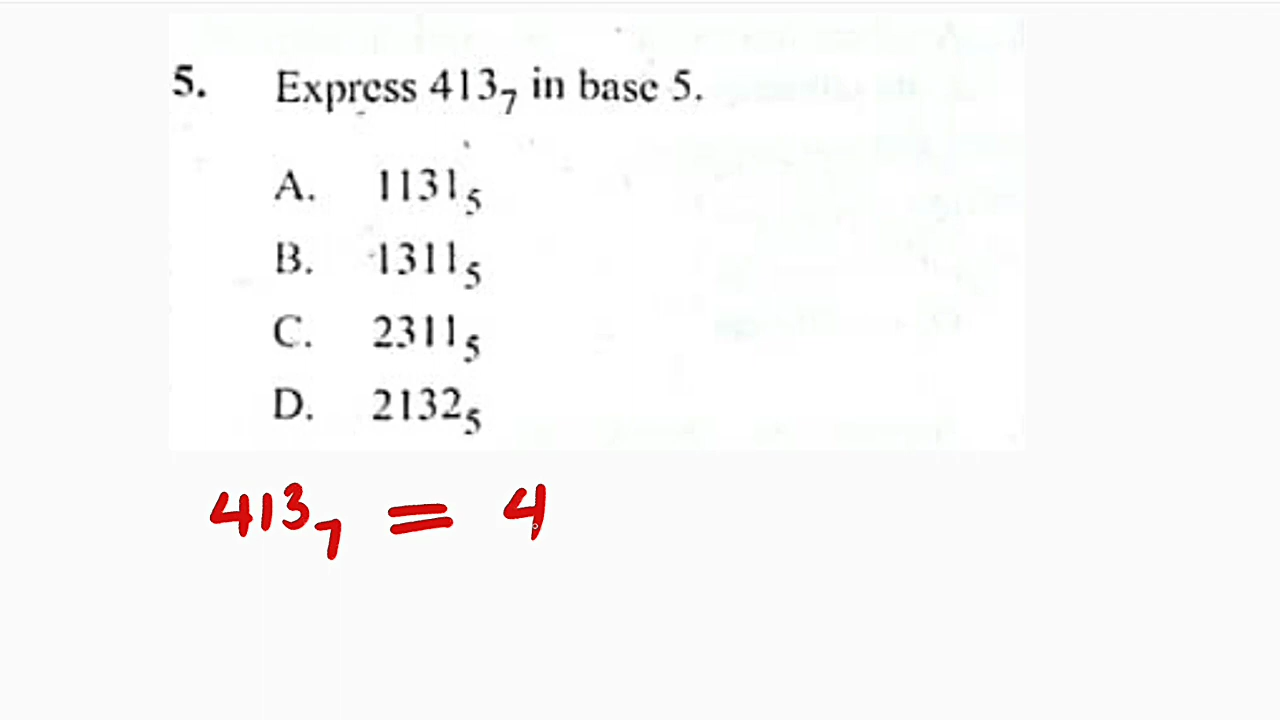 5. Express 413₇ in base 5.
A. 1131₅
B. 1311₅
C. 2311₅
D. 2132₅
413₇ = 4